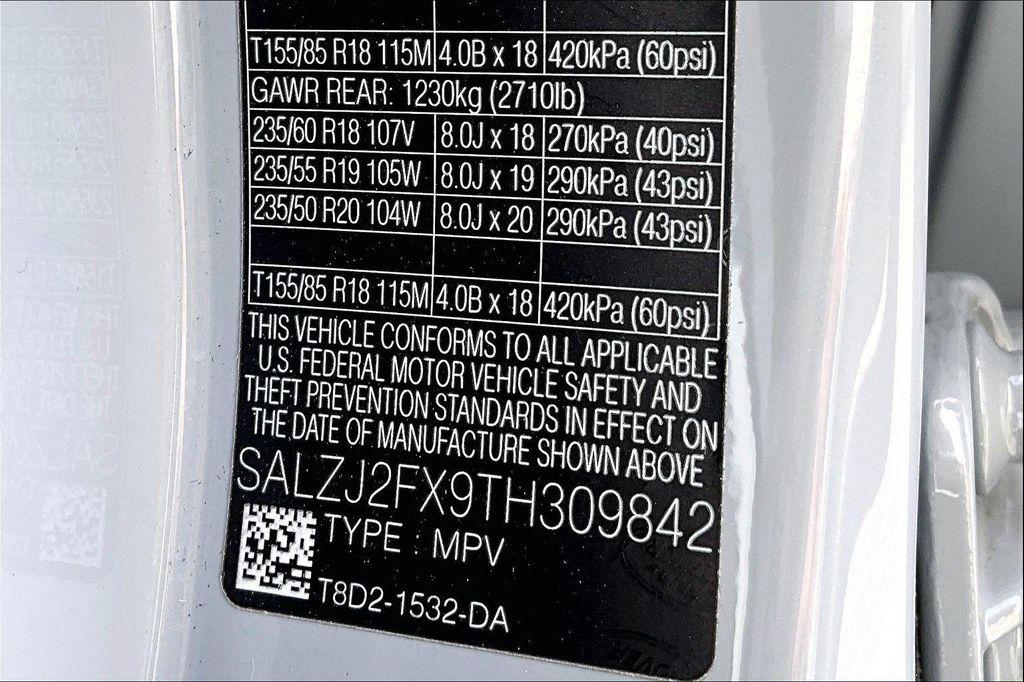 T155/85 R18 115M 4.0B x 18 420kPa (60psi)
GAWR REAR: 1230kg (2710lb)
235/60 R18 107V 8.0J x 18 270kPa (40psi)
235/55 R19 105W 8.0J x 19 290kPa (43psi)
235/50 R20 104W 8.0J x 20 290kPa (43psi)
T155/85 R18 115M 4.0B x 18 420kPa (60psi)
THIS VEHICLE CONFORMS TO ALL APPLICABLE
U.S. FEDERAL MOTOR VEHICLE SAFETY AND
THEFT PREVENTION STANDARDS IN EFFECT ON
THE DATE OF MANUFACTURE SHOWN ABOVE
SALZJ2FX9TH309842
TYPE : MPV
T8D2-1532-DA